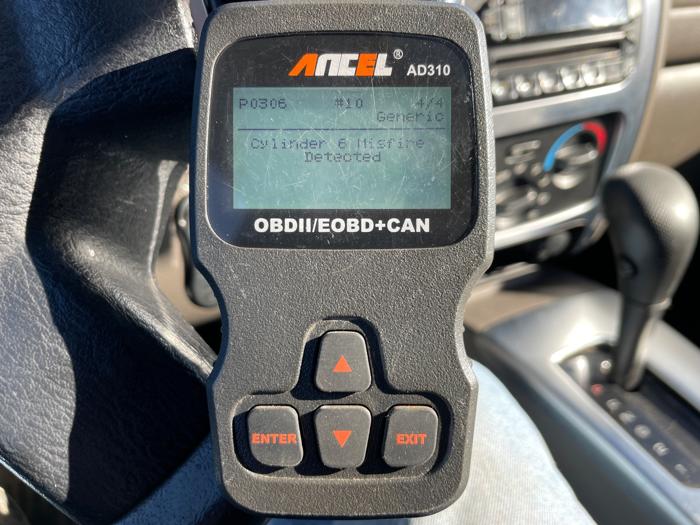 ANCEL®
AD310
P0306 #10 4/4
Generic
Cylinder 6 Misfire
Detected
OBDII/EOBD+CAN
ENTER
EXIT